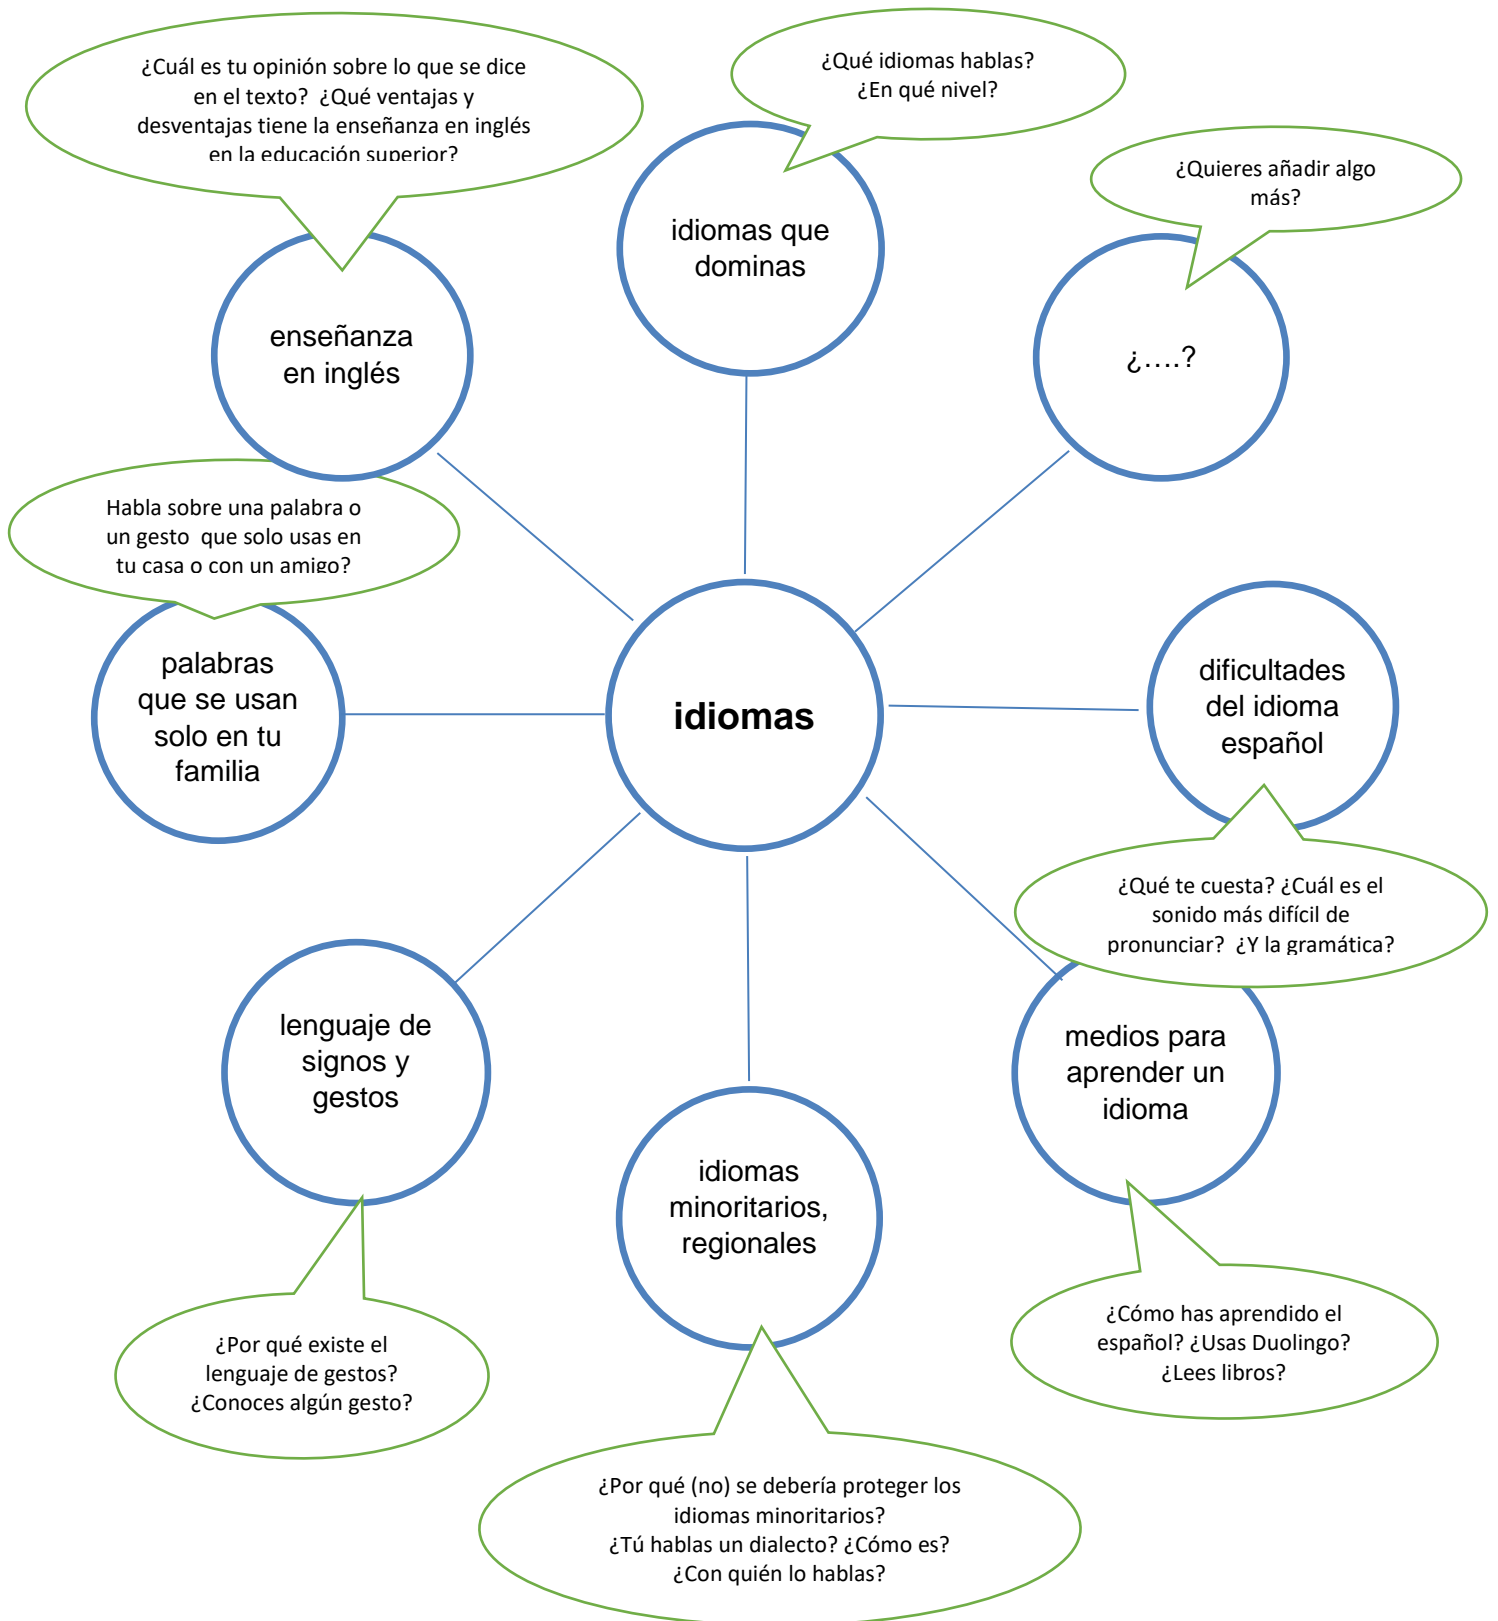 ¿Cuál es tu opinión sobre lo que se dice
en el texto?  ¿Qué ventajas y
desventajas tiene la enseñanza en inglés
en la educación superior?
¿Qué idiomas hablas?
¿En qué nivel?
¿Quieres añadir algo
más?
idiomas que
dominas
enseñanza
en inglés
¿….?
Habla sobre una palabra o
un gesto  que solo usas en
tu casa o con un amigo?
palabras
que se usan
solo en tu
familia
idiomas
dificultades
del idioma
español
¿Qué te cuesta? ¿Cuál es el
sonido más difícil de
pronunciar?  ¿Y la gramática?
lenguaje de
signos y
gestos
medios para
aprender un
idioma
idiomas
minoritarios,
regionales
¿Por qué existe el
lenguaje de gestos?
¿Conoces algún gesto?
¿Cómo has aprendido el
español? ¿Usas Duolingo?
¿Lees libros?
¿Por qué (no) se debería proteger los
idiomas minoritarios?
¿Tú hablas un dialecto? ¿Cómo es?
¿Con quién lo hablas?